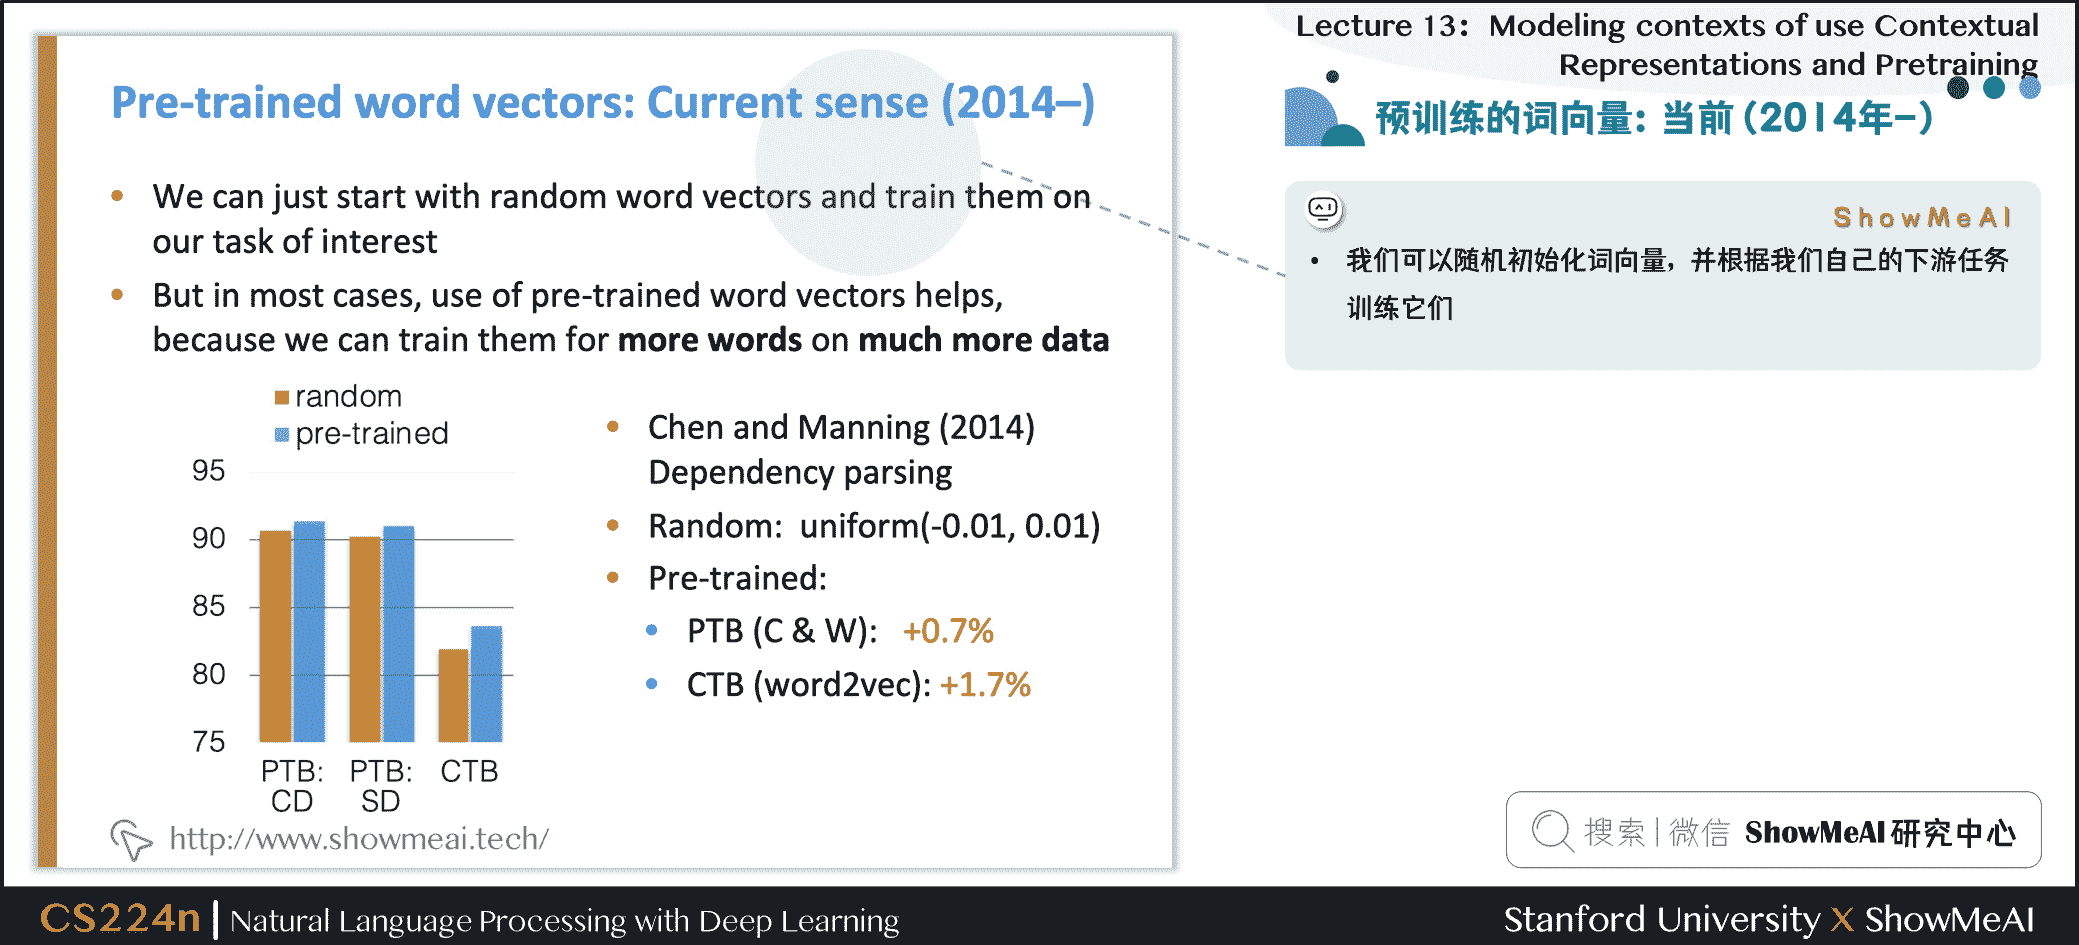 Lecture 13: Modeling contexts of use Contextual
Representations and Pretraining
Pre-trained word vectors: Current sense (2014–)
• We can just start with random word vectors and train them on
our task of interest
• But in most cases, use of pre-trained word vectors helps,
because we can train them for more words on much more data
random
pre-trained
95
90
85
80
75
PTB:
CD
PTB:
SD
CTB
• Chen and Manning (2014)
Dependency parsing
• Random: uniform(-0.01, 0.01)
• Pre-trained:
• PTB (C & W): +0.7%
• CTB (word2vec): +1.7%
http://www.showmeai.tech/
预训练的词向量: 当前 (2014年–)
ShowMeAI
• 我们可以随机初始化词向量，并根据我们自己的下游任务
训练它们
搜索 | 微信 ShowMeAI 研究中心
CS224n | Natural Language Processing with Deep Learning
Stanford University X ShowMeAI